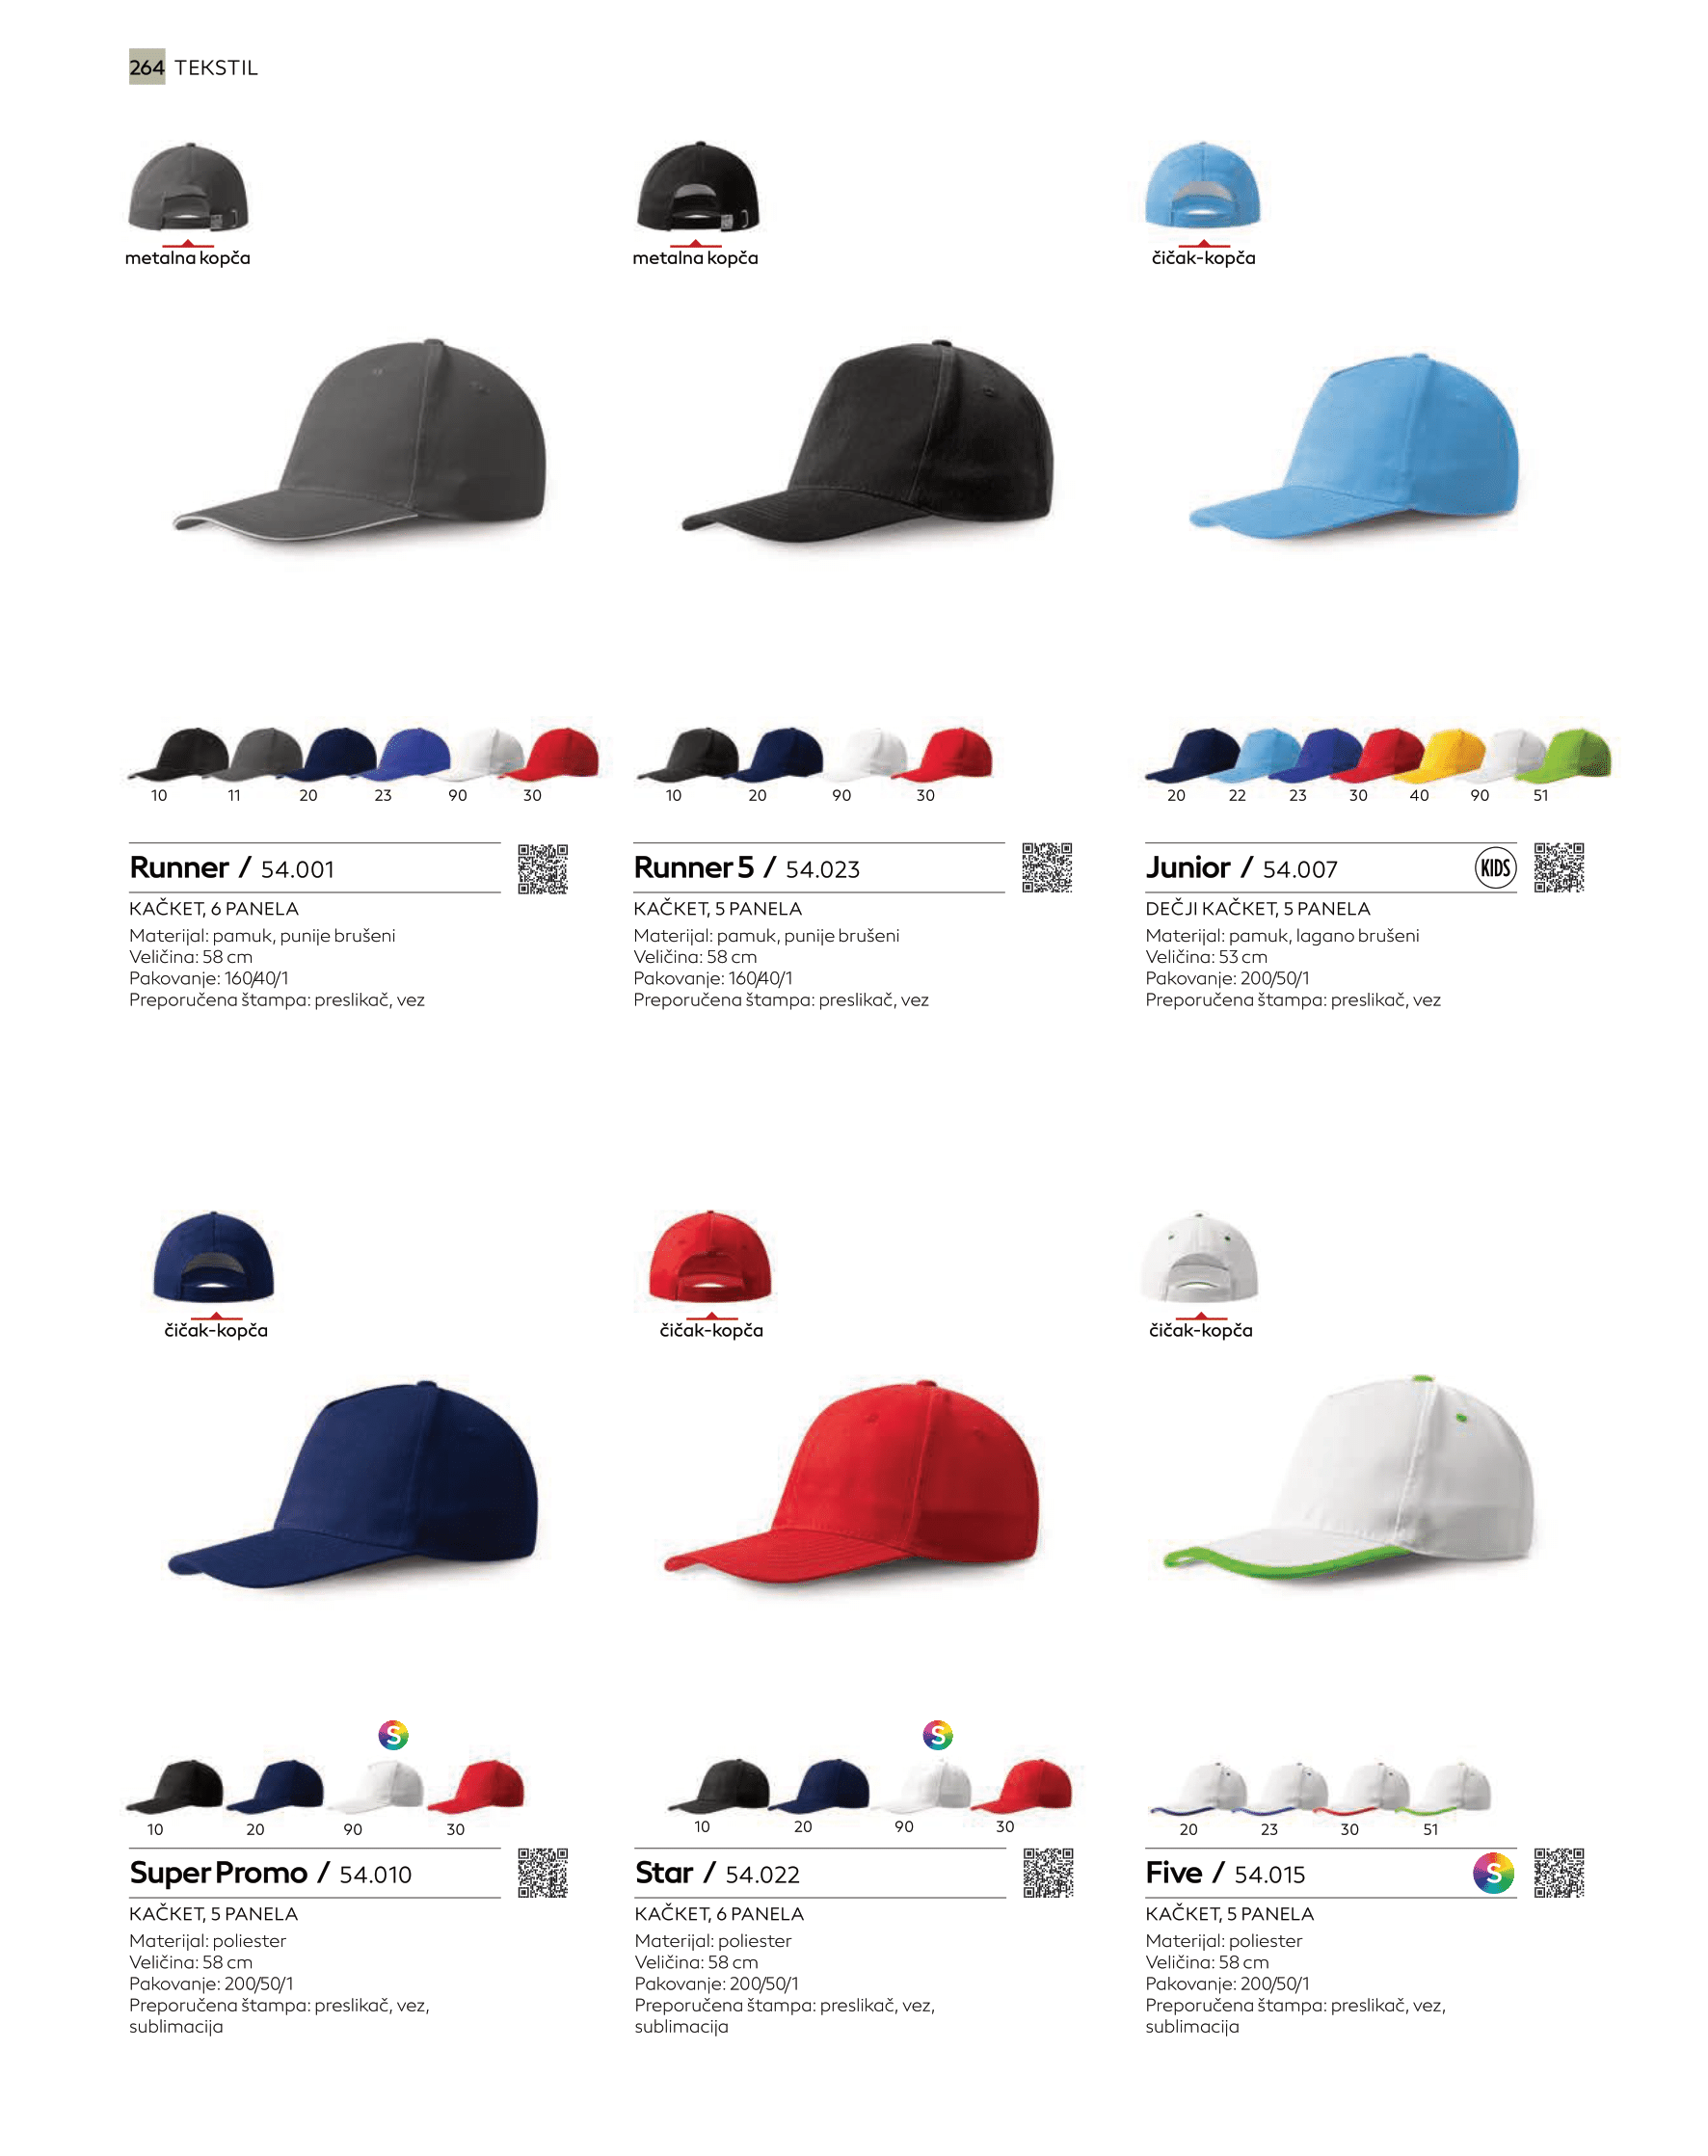 264 TEKSTIL
metalna kopča
metalna kopča
čičak-kopča
10 11 20 23 90 30
10 20 90 30
20 22 23 30 40 90 51
Runner / 54.001
KAČKET, 6 PANELA
Materijal: pamuk, punije brušeni
Veličina: 58 cm
Pakovanje: 160/40/1
Preporučena štampa: preslikač, vez
Runner 5 / 54.023
KAČKET, 5 PANELA
Materijal: pamuk, punije brušeni
Veličina: 58 cm
Pakovanje: 160/40/1
Preporučena štampa: preslikač, vez
Junior / 54.007 KIDS
DEČJI KAČKET, 5 PANELA
Materijal: pamuk, lagano brušeni
Veličina: 53 cm
Pakovanje: 200/50/1
Preporučena štampa: preslikač, vez
čičak-kopča
čičak-kopča
čičak-kopča
S
10 20 90 30
Super Promo / 54.010
KAČKET, 5 PANELA
Materijal: poliester
Veličina: 58 cm
Pakovanje: 200/50/1
Preporučena štampa: preslikač, vez,
sublimacija
S
10 20 90 30
Star / 54.022
KAČKET, 6 PANELA
Materijal: poliester
Veličina: 58 cm
Pakovanje: 200/50/1
Preporučena štampa: preslikač, vez,
sublimacija
20 23 30 51
Five / 54.015 S
KAČKET, 5 PANELA
Materijal: poliester
Veličina: 58 cm
Pakovanje: 200/50/1
Preporučena štampa: preslikač, vez,
sublimacija